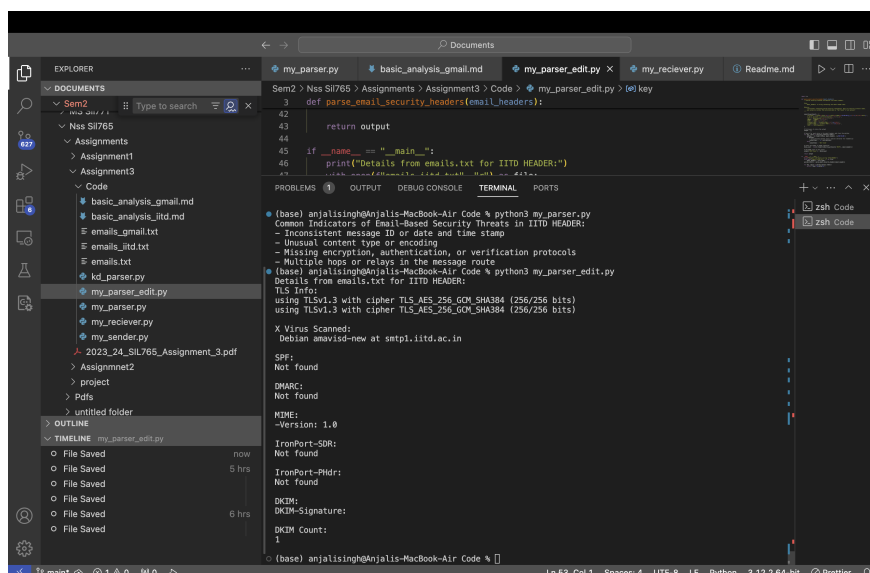 Documents
EXPLORER
my_parser.py
basic_analysis_gmail.md
my_parser_edit.py
my_reciever.py
Readme.md
DOCUMENTS
Sem2 > Nss Sil765 > Assignments > Assignment3 > Code > my_parser_edit.py > key
Sem2
Type to search
Nss Sil765
Assignments
Assignment1
Assignment3
Code
basic_analysis_gmail.md
basic_analysis_iitd.md
emails_gmail.txt
emails_iitd.txt
emails.txt
kd_parser.py
my_parser_edit.py
my_parser.py
my_reciever.py
my_sender.py
2023_24_SIL765_Assignment_3.pdf
Assignmnet2
project
Pdfs
untitled folder
OUTLINE
TIMELINE my_parser_edit.py
File Saved now
File Saved 5 hrs
File Saved
File Saved
File Saved 6 hrs
File Saved
627
6
3 def parse_email_security_headers(email_headers):
42
43 return output
44
45 if __name__ == "__main__":
46 print("Details from emails.txt for IITD HEADER:")
PROBLEMS 1 OUTPUT DEBUG CONSOLE TERMINAL PORTS
zsh Code
zsh Code
(base) anjalisingh@Anjalis-MacBook-Air Code % python3 my_parser.py
Common Indicators of Email-Based Security Threats in IITD HEADER:
- Inconsistent message ID or date and time stamp
- Unusual content type or encoding
- Missing encryption, authentication, or verification protocols
- Multiple hops or relays in the message route
(base) anjalisingh@Anjalis-MacBook-Air Code % python3 my_parser_edit.py
Details from emails.txt for IITD HEADER:
TLS Info:
using TLSv1.3 with cipher TLS_AES_256_GCM_SHA384 (256/256 bits)
using TLSv1.3 with cipher TLS_AES_256_GCM_SHA384 (256/256 bits)
X Virus Scanned:
Debian amavisd-new at smtp1.iitd.ac.in
SPF:
Not found
DMARC:
Not found
MIME:
-Version: 1.0
IronPort-SDR:
Not found
IronPort-PHdr:
Not found
DKIM:
DKIM-Signature:
DKIM Count:
1
(base) anjalisingh@Anjalis-MacBook-Air Code %